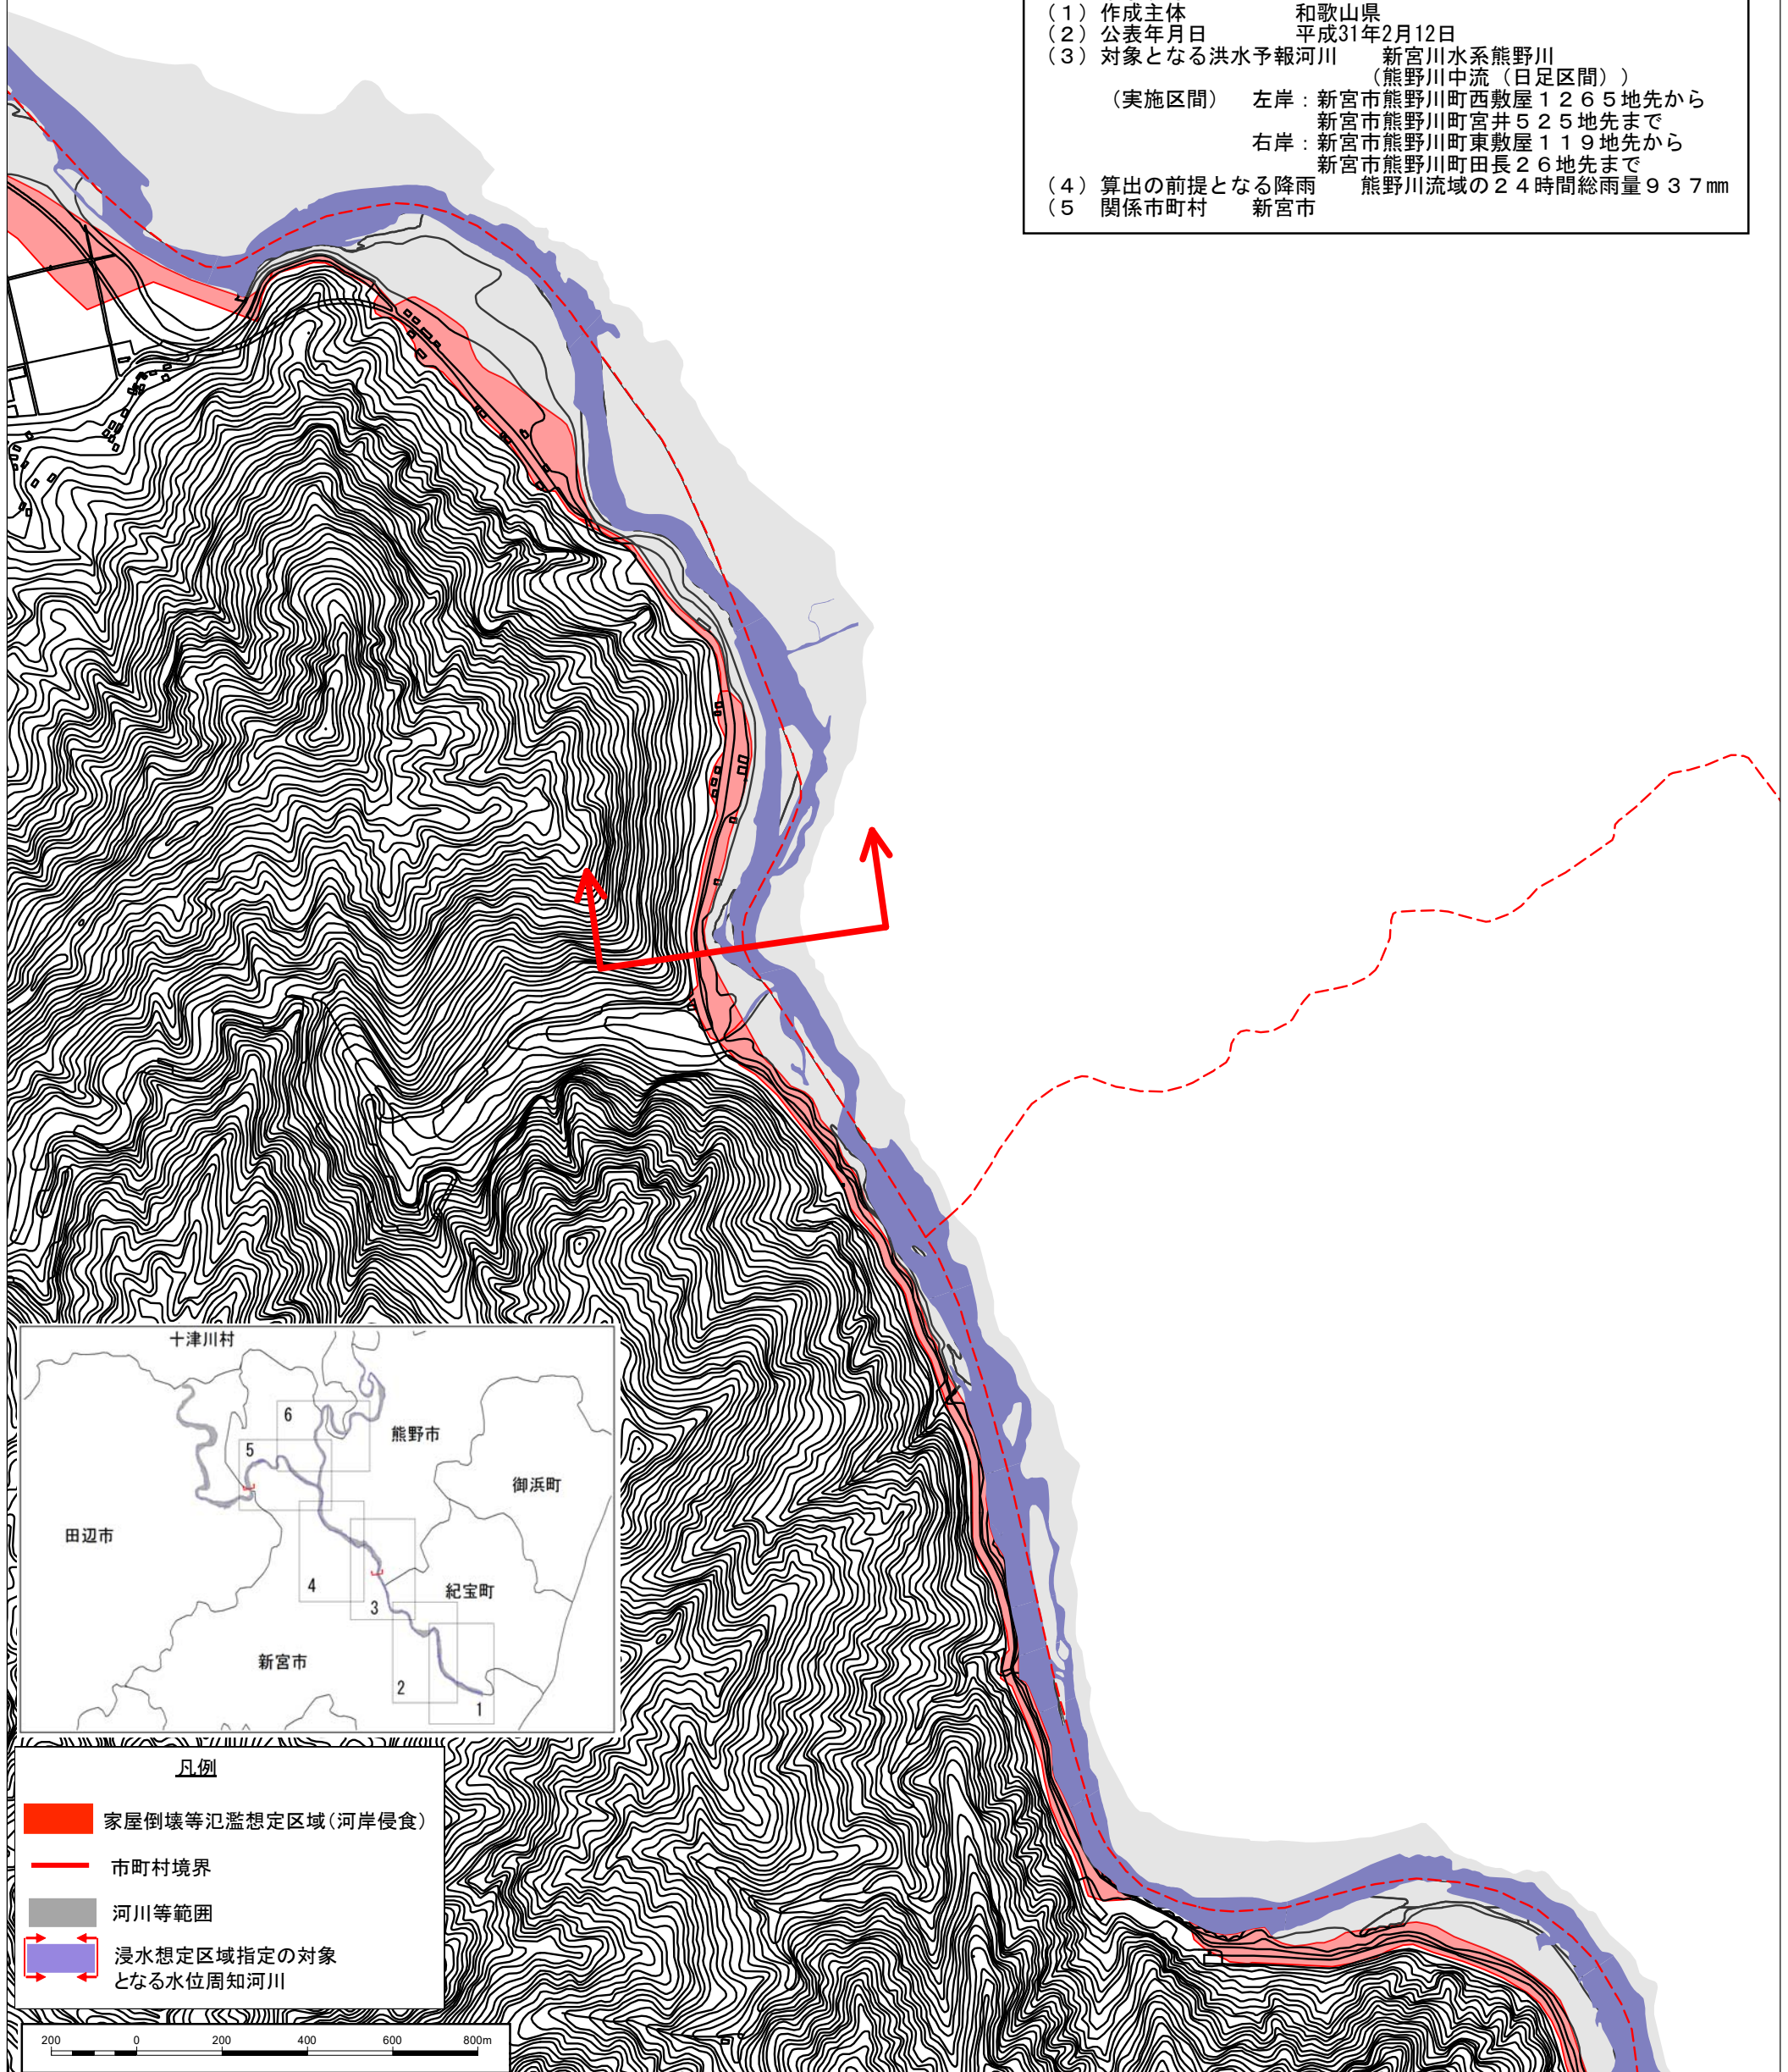 （１）作成主体　　　　　和歌山県
（２）公表年月日　　　　平成31年2月12日
（３）対象となる洪水予報河川　　新宮川水系熊野川
（熊野川中流（日足区間））
（実施区間）　左岸：新宮市熊野川町西敷屋１２６５地先から
新宮市熊野川町宮井５２５地先まで
右岸：新宮市熊野川町東敷屋１１９地先から
新宮市熊野川町田長２６地先まで
（４）算出の前提となる降雨　　熊野川流域の２４時間総雨量９３７㎜
（５　関係市町村　　新宮市
十津川村
6
熊野市
5
御浜町
田辺市
4
紀宝町
3
新宮市
2
1
凡例
家屋倒壊等氾濫想定区域（河岸侵食）
市町村境界
河川等範囲
浸水想定区域指定の対象
となる水位周知河川
200 0 200 400 600 800m